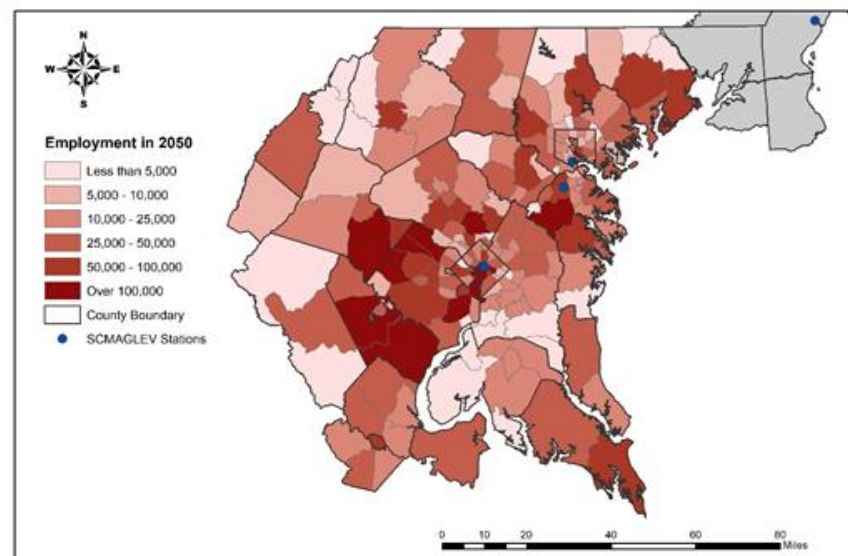 N
W E
S
Employment in 2050
Less than 5,000
5,000 - 10,000
10,000 - 25,000
25,000 - 50,000
50,000 - 100,000
Over 100,000
County Boundary
SCMAGLEV Stations
0 10 20 40 60 80
Miles